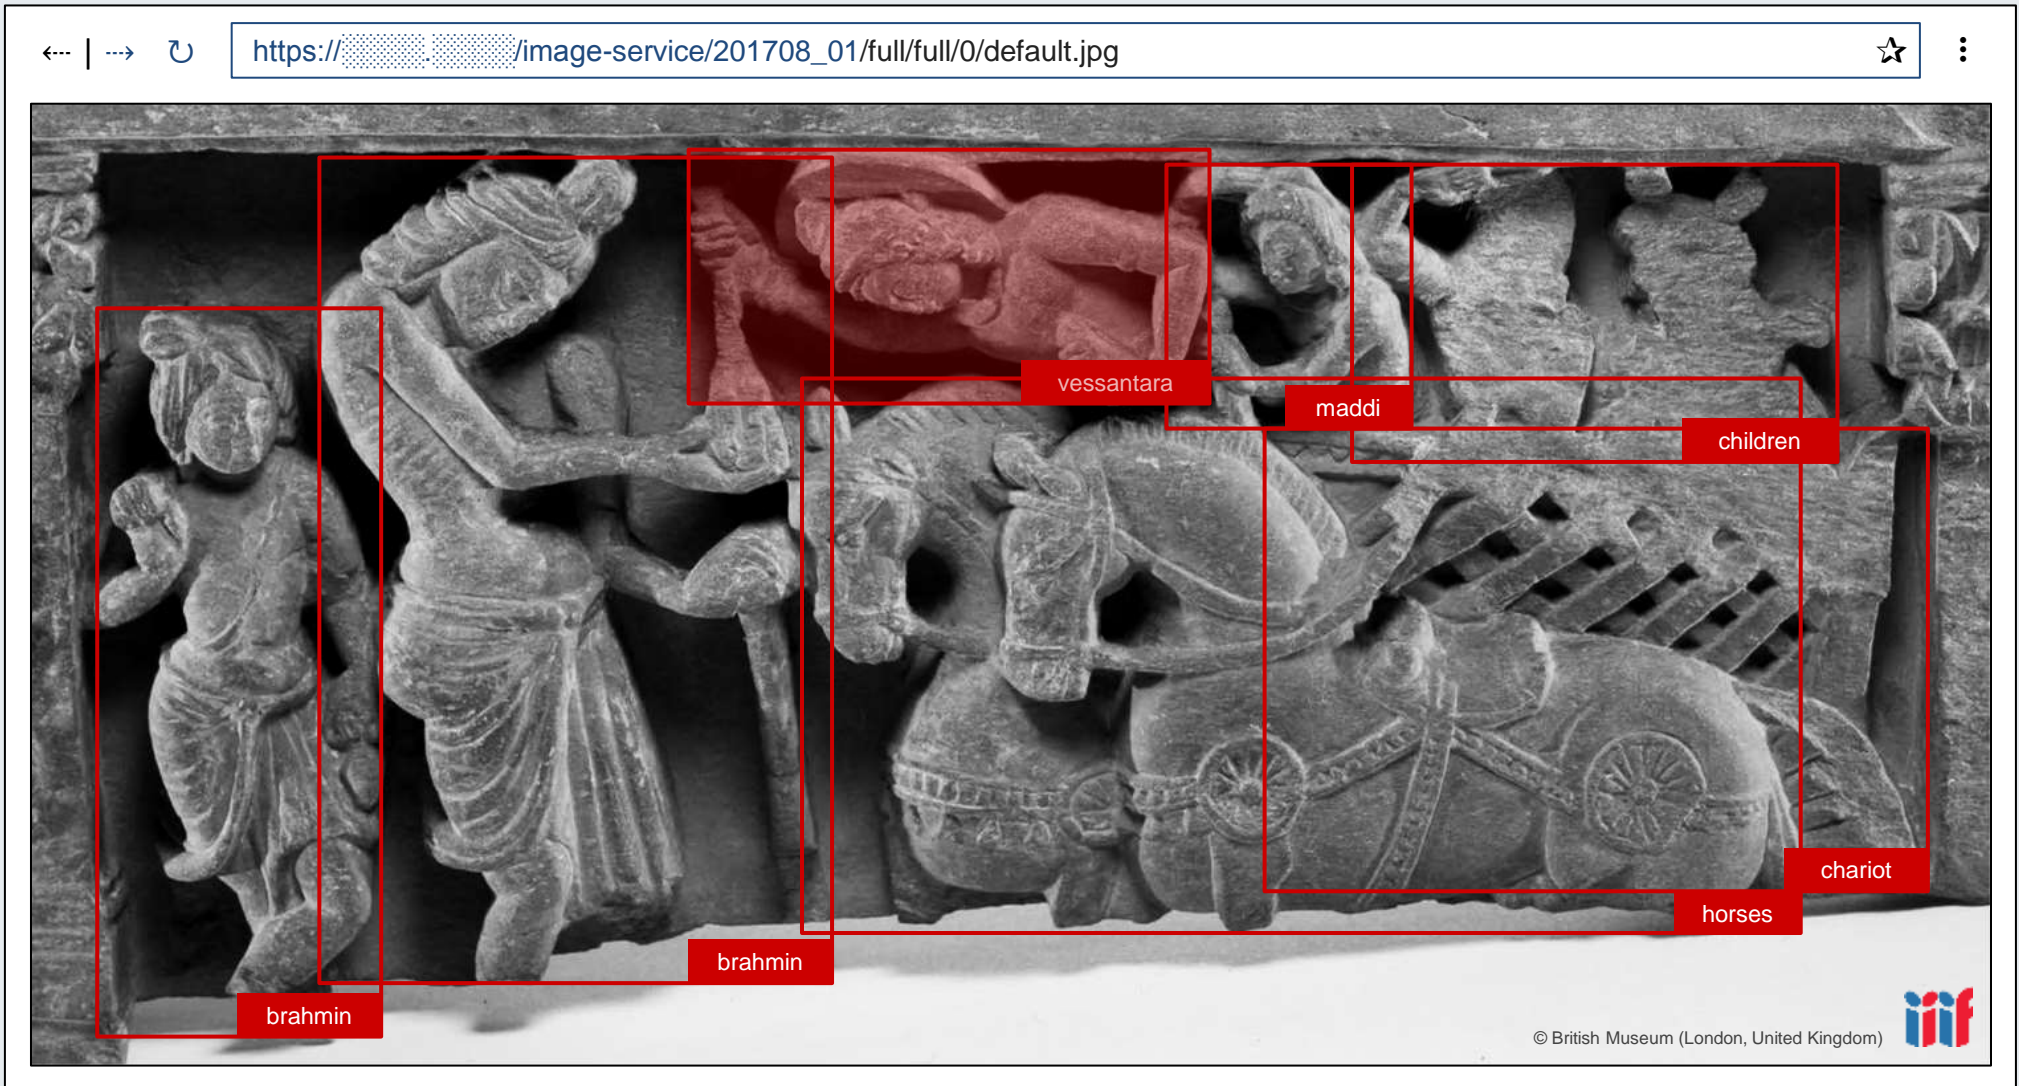 https://░░░░.░░░░/image-service/201708_01/full/full/0/default.jpg
vessantara
maddi
children
chariot
horses
brahmin
brahmin
© British Museum (London, United Kingdom)
iiif